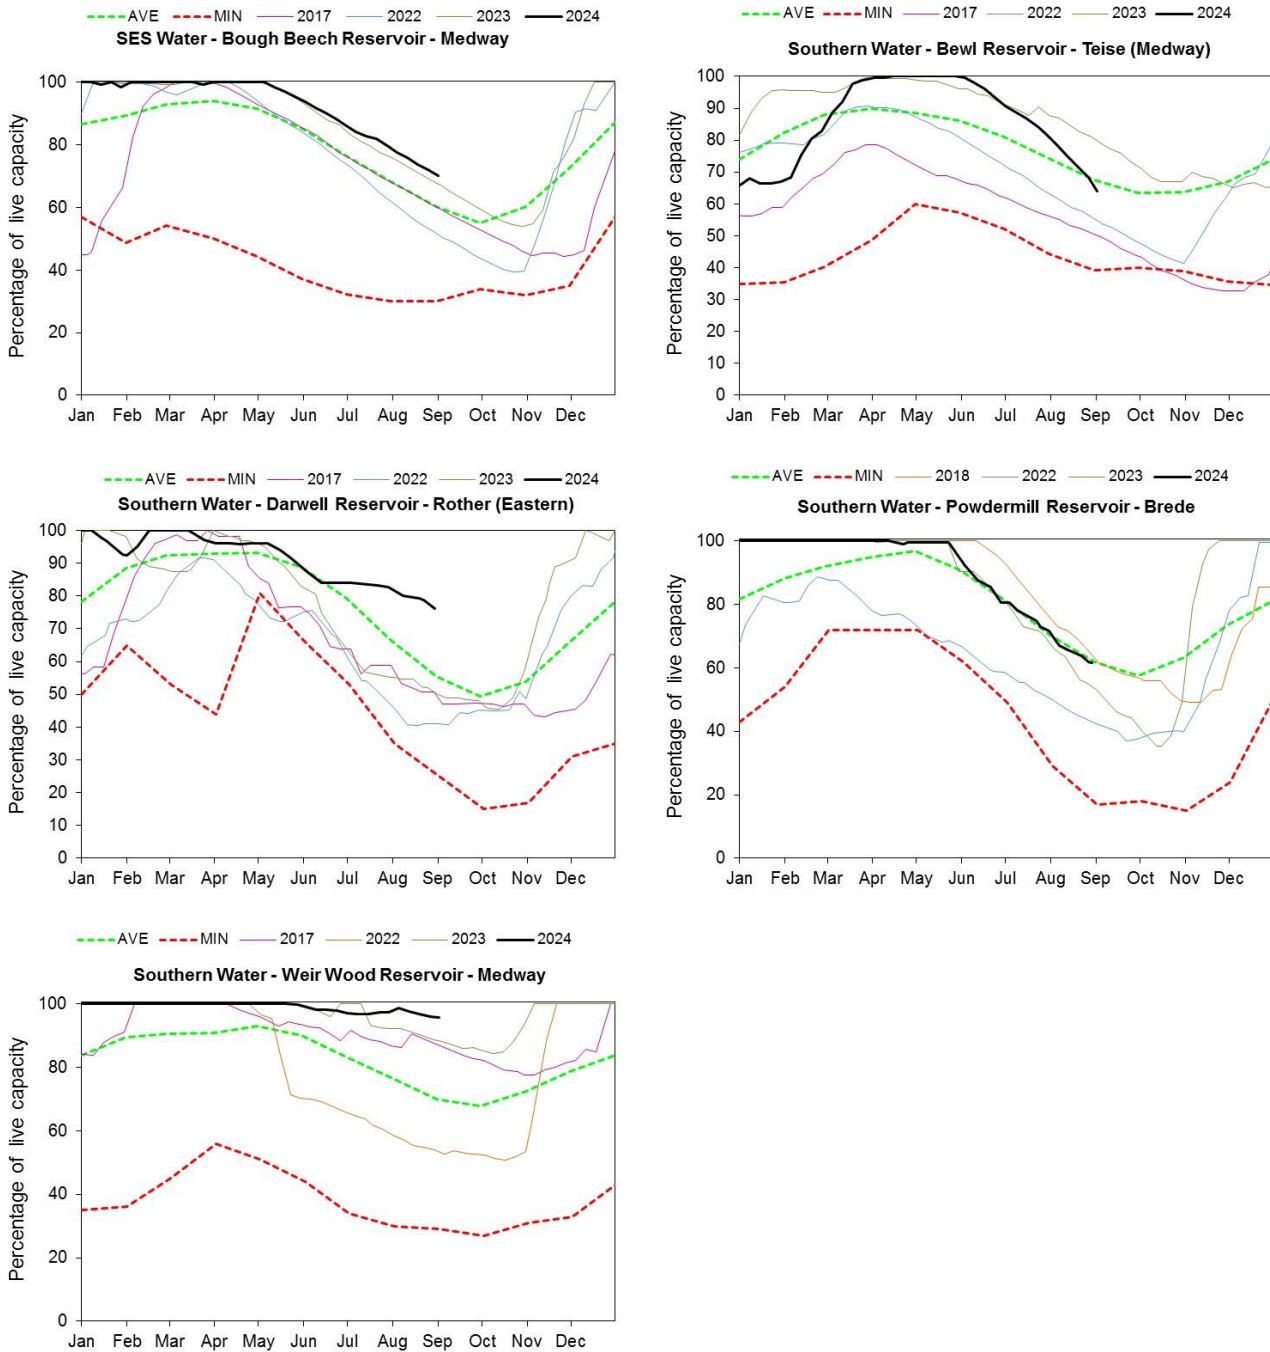 AVE MIN 2017 2022 2023 2024
SES Water - Bough Beech Reservoir - Medway
Percentage of live capacity
100
80
60
40
20
0
Jan Feb Mar Apr May Jun Jul Aug Sep Oct Nov Dec
AVE MIN 2017 2022 2023 2024
Southern Water - Bewl Reservoir - Teise (Medway)
Percentage of live capacity
100
90
80
70
60
50
40
30
20
10
0
Jan Feb Mar Apr May Jun Jul Aug Sep Oct Nov Dec
AVE MIN 2017 2022 2023 2024
Southern Water - Darwell Reservoir - Rother (Eastern)
Percentage of live capacity
100
90
80
70
60
50
40
30
20
10
0
Jan Feb Mar Apr May Jun Jul Aug Sep Oct Nov Dec
AVE MIN 2018 2022 2023 2024
Southern Water - Powdermill Reservoir - Brede
Percentage of live capacity
100
80
60
40
20
0
Jan Feb Mar Apr May Jun Jul Aug Sep Oct Nov Dec
AVE MIN 2017 2022 2023 2024
Southern Water - Weir Wood Reservoir - Medway
Percentage of live capacity
100
80
60
40
20
0
Jan Feb Mar Apr May Jun Jul Aug Sep Oct Nov Dec